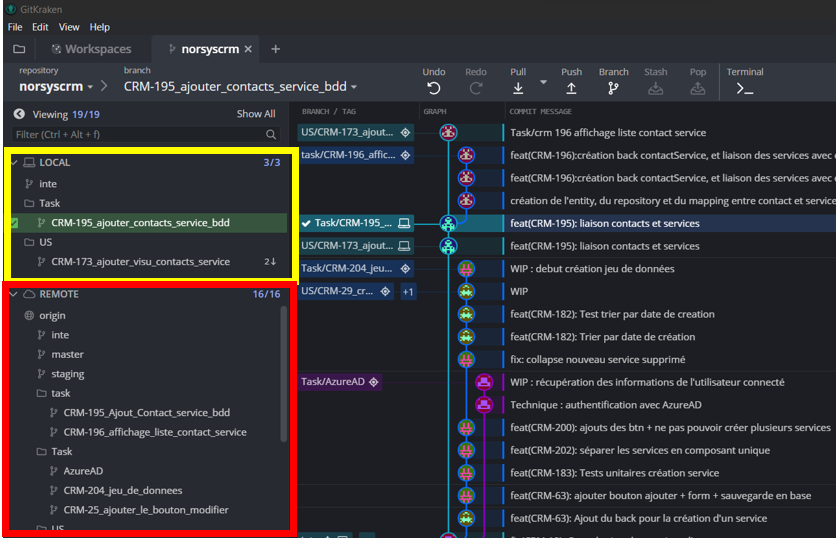 GitKraken
File Edit View Help
Workspaces norsyscrm × +
repository branch
norsyscrm CRM-195_ajouter_contacts_service_bdd
Undo Redo Pull Push Branch Stash Pop Terminal
Viewing 19/19 Show All
Filter (Ctrl + Alt + f)
LOCAL 3/3
inte
Task
CRM-195_ajouter_contacts_service_bdd
US
CRM-173_ajouter_visu_contacts_service 2↓
REMOTE 16/16
origin
inte
master
staging
task
CRM-195_Ajout_Contact_service_bdd
CRM-196_affichage_liste_contact_service
Task
AzureAD
CRM-204_jeu_de_donnees
CRM-25_ajouter_le_bouton_modifier
US
BRANCH / TAG GRAPH COMMIT MESSAGE
US/CRM-173_ajout... Task/crm 196 affichage liste contact service
task/CRM-196_affic... feat(CRM-196):création back contactService, et liaison des services avec
feat(CRM-196):création back contactService, et liaison des services avec
création de l'entity, du repository et du mapping entre contact et service
Task/CRM-195_... feat(CRM-195): liaison contacts et services
US/CRM-173_ajout... feat(CRM-195): liaison contacts et services
Task/CRM-204_jeu... WIP : debut création jeu de données
US/CRM-29_cr... +1 WIP
feat(CRM-182): Test trier par date de creation
feat(CRM-182): Trier par date de création
fix: collapse nouveau service supprimé
Task/AzureAD WIP : récupération des informations de l'utilisateur connecté
Technique : authentification avec AzureAD
feat(CRM-200): ajouts des btn + ne pas pouvoir créer plusieurs services
feat(CRM-202): séparer les services en composant unique
feat(CRM-183): Tests unitaires création service
feat(CRM-63): ajouter bouton ajouter + form + sauvegarde en base
feat(CRM-63): Ajout du back pour la création d'un service